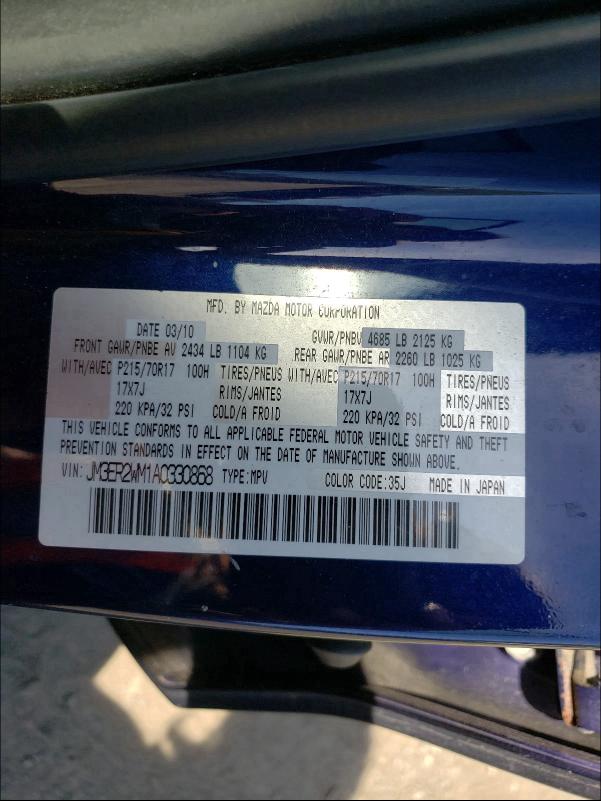 MFD. BY MAZDA MOTOR CORPORATION
DATE 03/10 GVWR/PNBV 4685 LB 2125 KG
FRONT GAWR/PNBE AV 2434 LB 1104 KG REAR GAWR/PNBE AR 2260 LB 1025 KG
WITH/AVEC P215/70R17 100H TIRES/PNEUS WITH/AVEC P215/70R17 100H TIRES/PNEUS
17X7J RIMS/JANTES 17X7J RIMS/JANTES
220 KPA/32 PSI COLD/A FROID 220 KPA/32 PSI COLD/A FROID
THIS VEHICLE CONFORMS TO ALL APPLICABLE FEDERAL MOTOR VEHICLE SAFETY AND THEFT
PREVENTION STANDARDS IN EFFECT ON THE DATE OF MANUFACTURE SHOWN ABOVE.
VIN: JM3ER2WM1A0330868 TYPE:MPV COLOR CODE:35J MADE IN JAPAN